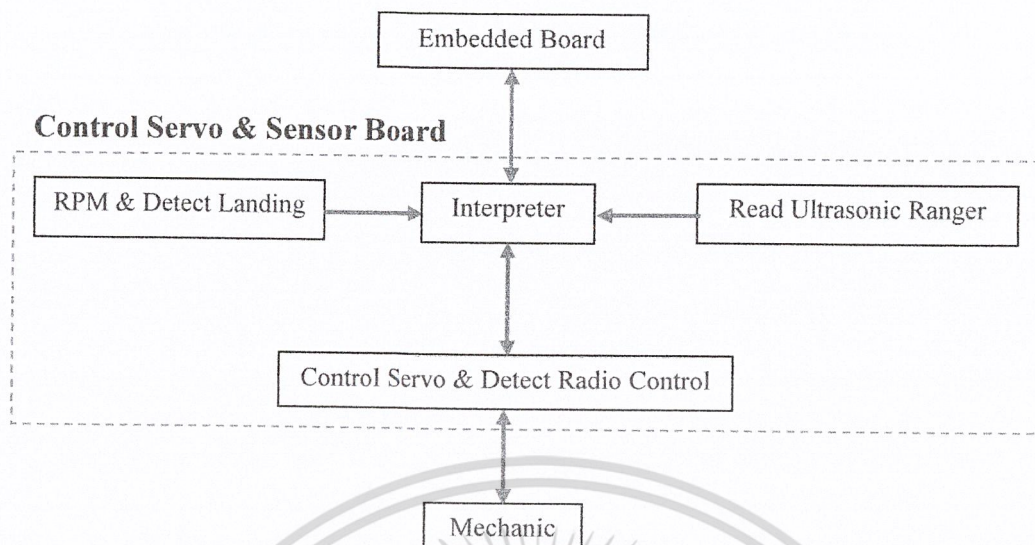 Embedded Board
Control Servo & Sensor Board
RPM & Detect Landing
Interpreter
Read Ultrasonic Ranger
Control Servo & Detect Radio Control
Mechanic